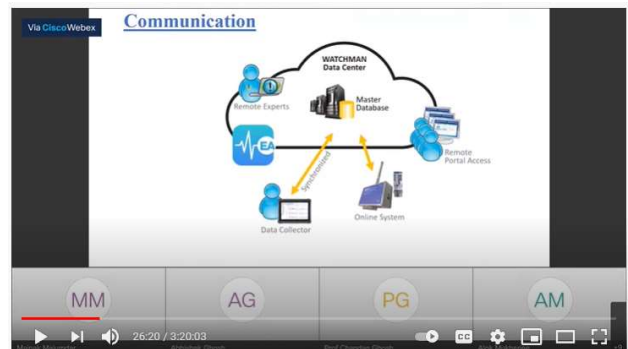 Via Cisco Webex
Communication
WATCHMAN
Data Center
Remote Experts
Master
Database
EA
Remote
Portal Access
Synchronized
Data Collector
Online System
MM
AG
PG
AM
26:20 / 3:20:03
CC